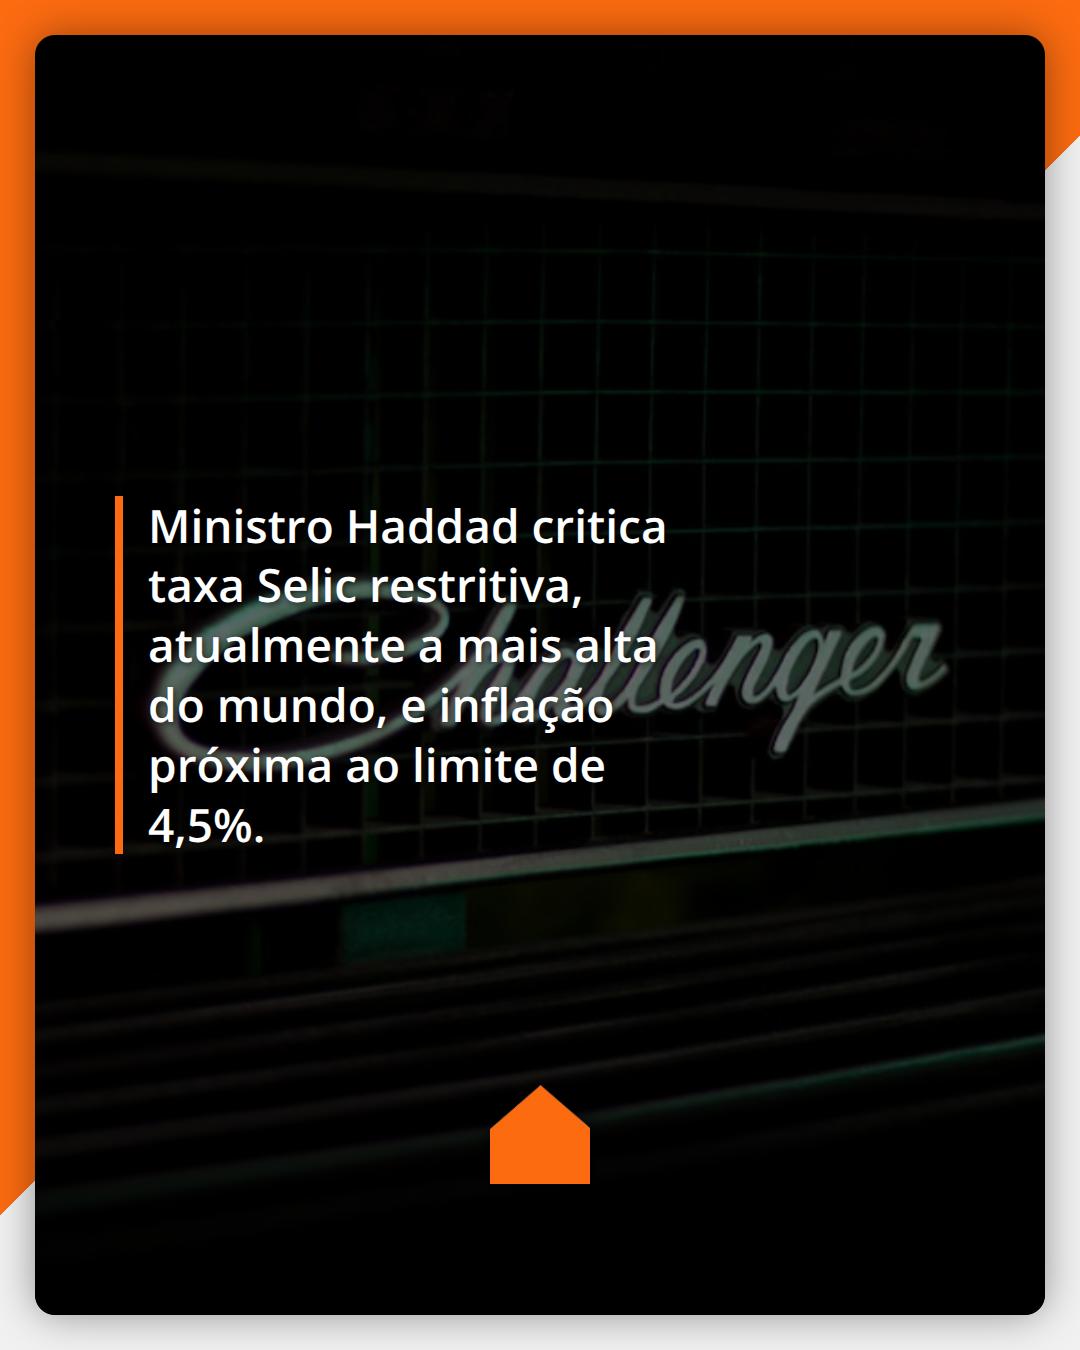 Ministro Haddad critica
taxa Selic restritiva,
atualmente a mais alta
do mundo, e inflação
próxima ao limite de
4,5%.
Challenger